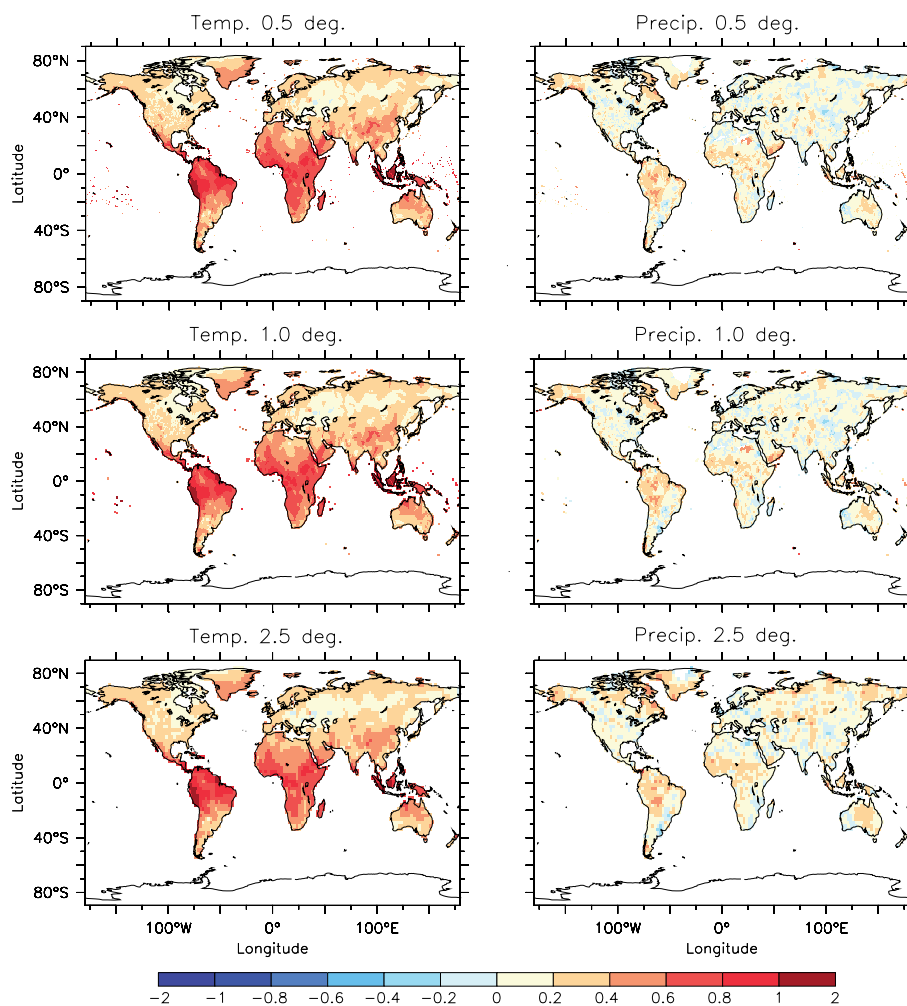 Temp. 0.5 deg.
Precip. 0.5 deg.
80°N
40°N
0°
40°S
80°S
Latitude
Temp. 1.0 deg.
Precip. 1.0 deg.
80°N
40°N
0°
40°S
80°S
Latitude
Temp. 2.5 deg.
Precip. 2.5 deg.
80°N
40°N
0°
40°S
80°S
Latitude
100°W 0° 100°E
100°W 0° 100°E
Longitude
Longitude
−2 −1 −0.8 −0.6 −0.4 −0.2 0 0.2 0.4 0.6 0.8 1 2